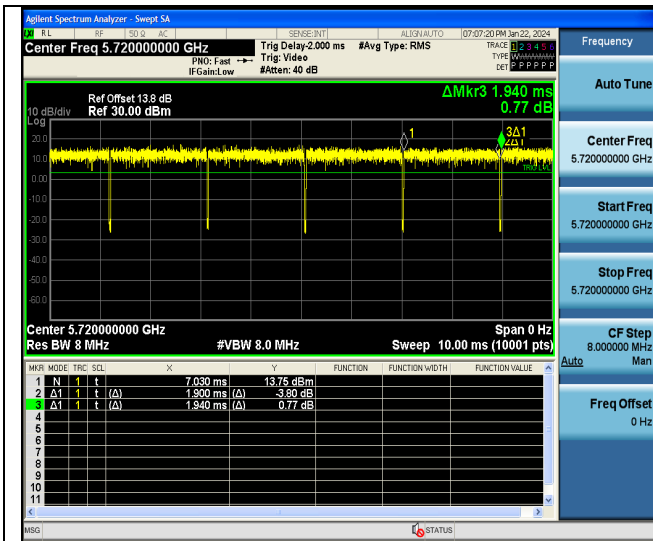 Agilent Spectrum Analyzer - Swept SA
LXI RL RF 50 Ω AC SENSE:INT ALIGN AUTO 07:07:20 PM Jan 22, 2024
Center Freq 5.720000000 GHz Trig Delay-2.000 ms #Avg Type: RMS TRACE 1 2 3 4 5 6
PNO: Fast Trig: Video TYPE W
IFGain:Low #Atten: 40 dB DET P P P P P P
Ref Offset 13.8 dB ΔMkr3 1.940 ms
10 dB/div Ref 30.00 dBm 0.77 dB
Log
20.0
10.0
0.00
-10.0
-20.0
-30.0
-40.0
-50.0
-60.0
1
3Δ1
2Δ1
TRIG LVL
Center 5.720000000 GHz Span 0 Hz
Res BW 8 MHz #VBW 8.0 MHz Sweep 10.00 ms (10001 pts)
MKR MODE TRC SCL X Y FUNCTION FUNCTION WIDTH FUNCTION VALUE
1 N 1 t 7.030 ms 13.75 dBm
2 Δ1 1 t (Δ) 1.900 ms (Δ) -3.80 dB
3 Δ1 1 t (Δ) 1.940 ms (Δ) 0.77 dB
4
5
6
7
8
9
10
11
MSG STATUS
Frequency
Auto Tune
Center Freq
5.720000000 GHz
Start Freq
5.720000000 GHz
Stop Freq
5.720000000 GHz
CF Step
8.000000 MHz
Auto Man
Freq Offset
0 Hz